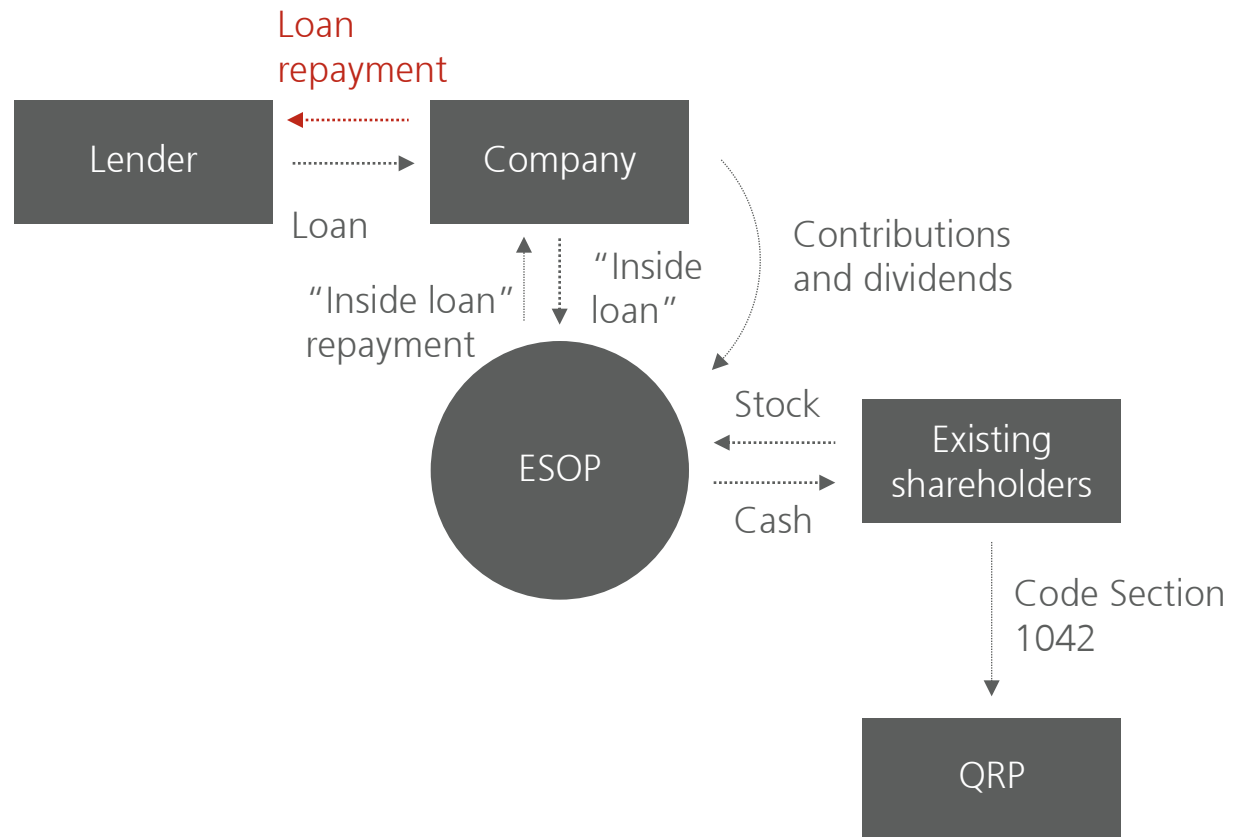 Loan
repayment
Lender
Company
Loan
Contributions
and dividends
“Inside loan”
repayment
“Inside
loan”
Stock
ESOP
Existing
shareholders
Cash
Code Section
1042
QRP